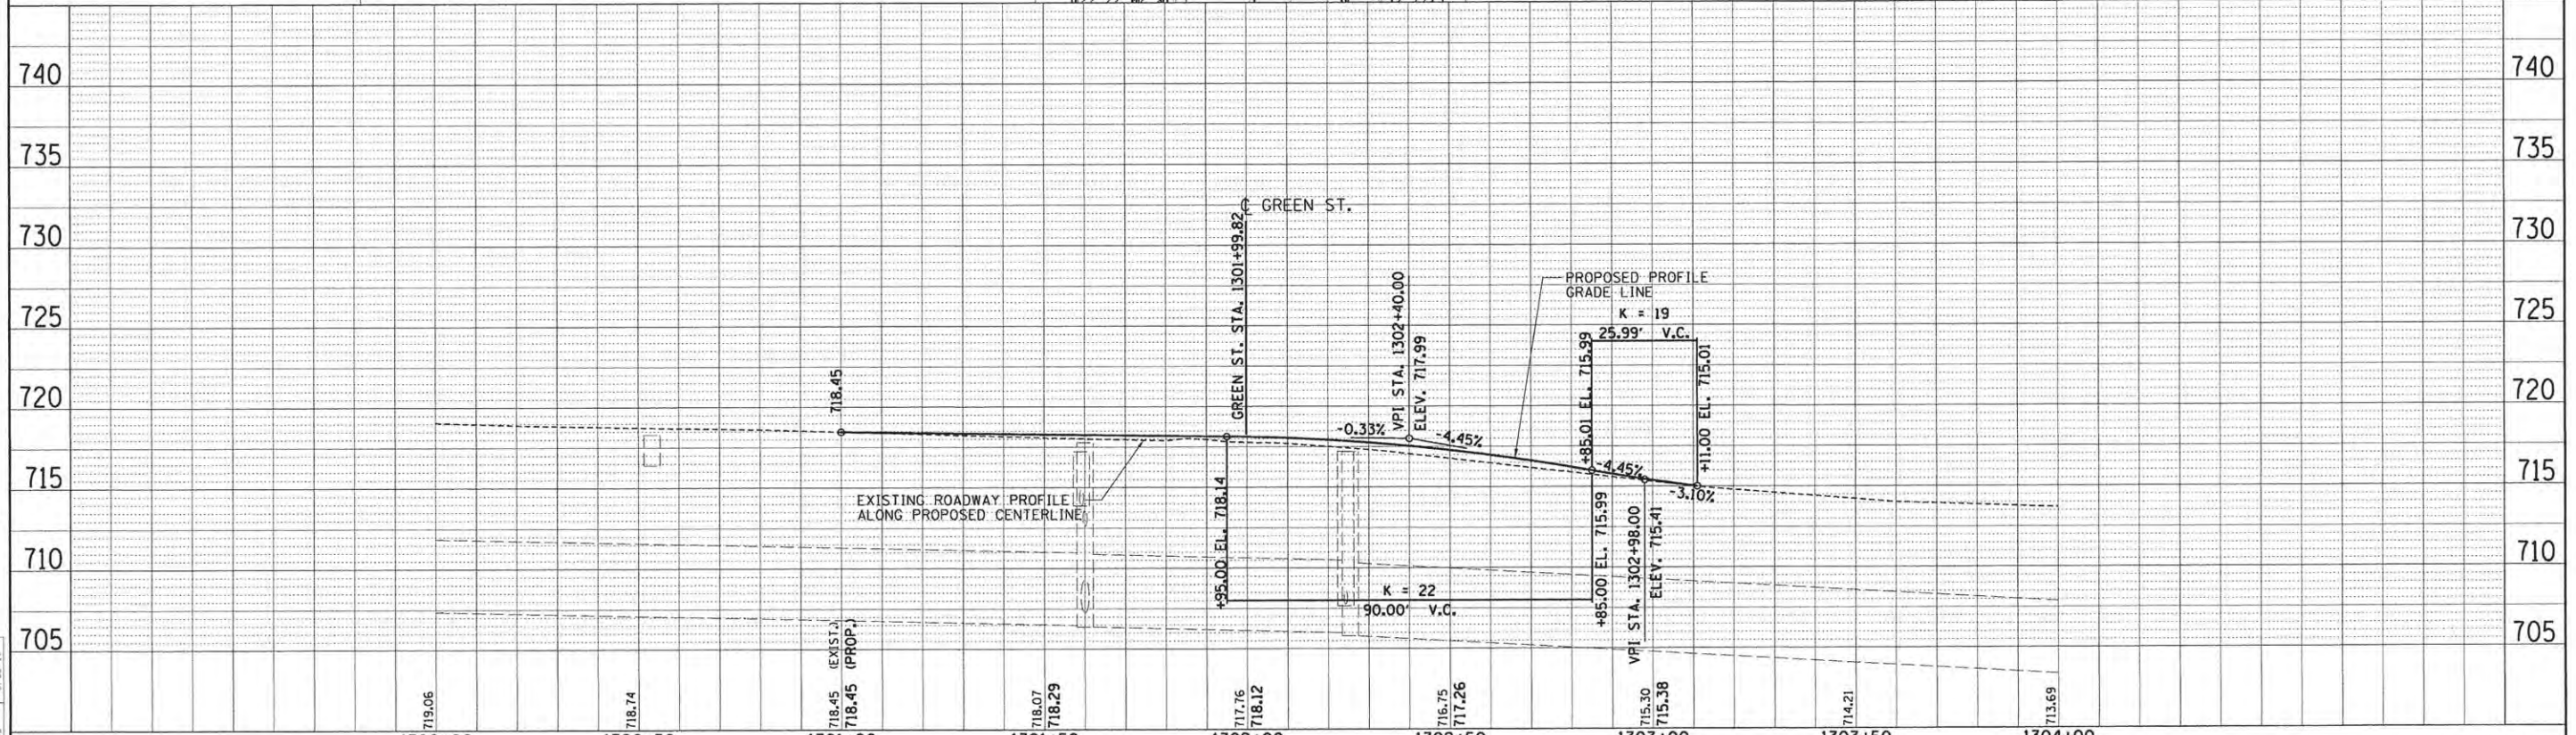 740 740
735 735
730 730
725 725
720 720
715 715
710 710
705 705
℄ GREEN ST.
GREEN ST. STA. 1301+99.82
PROPOSED PROFILE
GRADE LINE
K = 19
25.99' V.C.
VPI STA. 1302+40.00
ELEV. 717.99
+85.01 EL. 715.99
+11.00 EL. 715.01
718.45
-0.33%
-4.45%
-4.45%
-3.10%
EXISTING ROADWAY PROFILE
ALONG PROPOSED CENTERLINE
+95.00 EL. 718.14
K = 22
90.00' V.C.
+85.00 EL. 715.99
VPI STA. 1302+98.00
ELEV. 715.41
719.06
718.74
718.45 (EXIST.)
718.45 (PROP.)
718.07
718.29
717.76
718.12
716.75
717.26
715.30
715.38
714.21
713.69